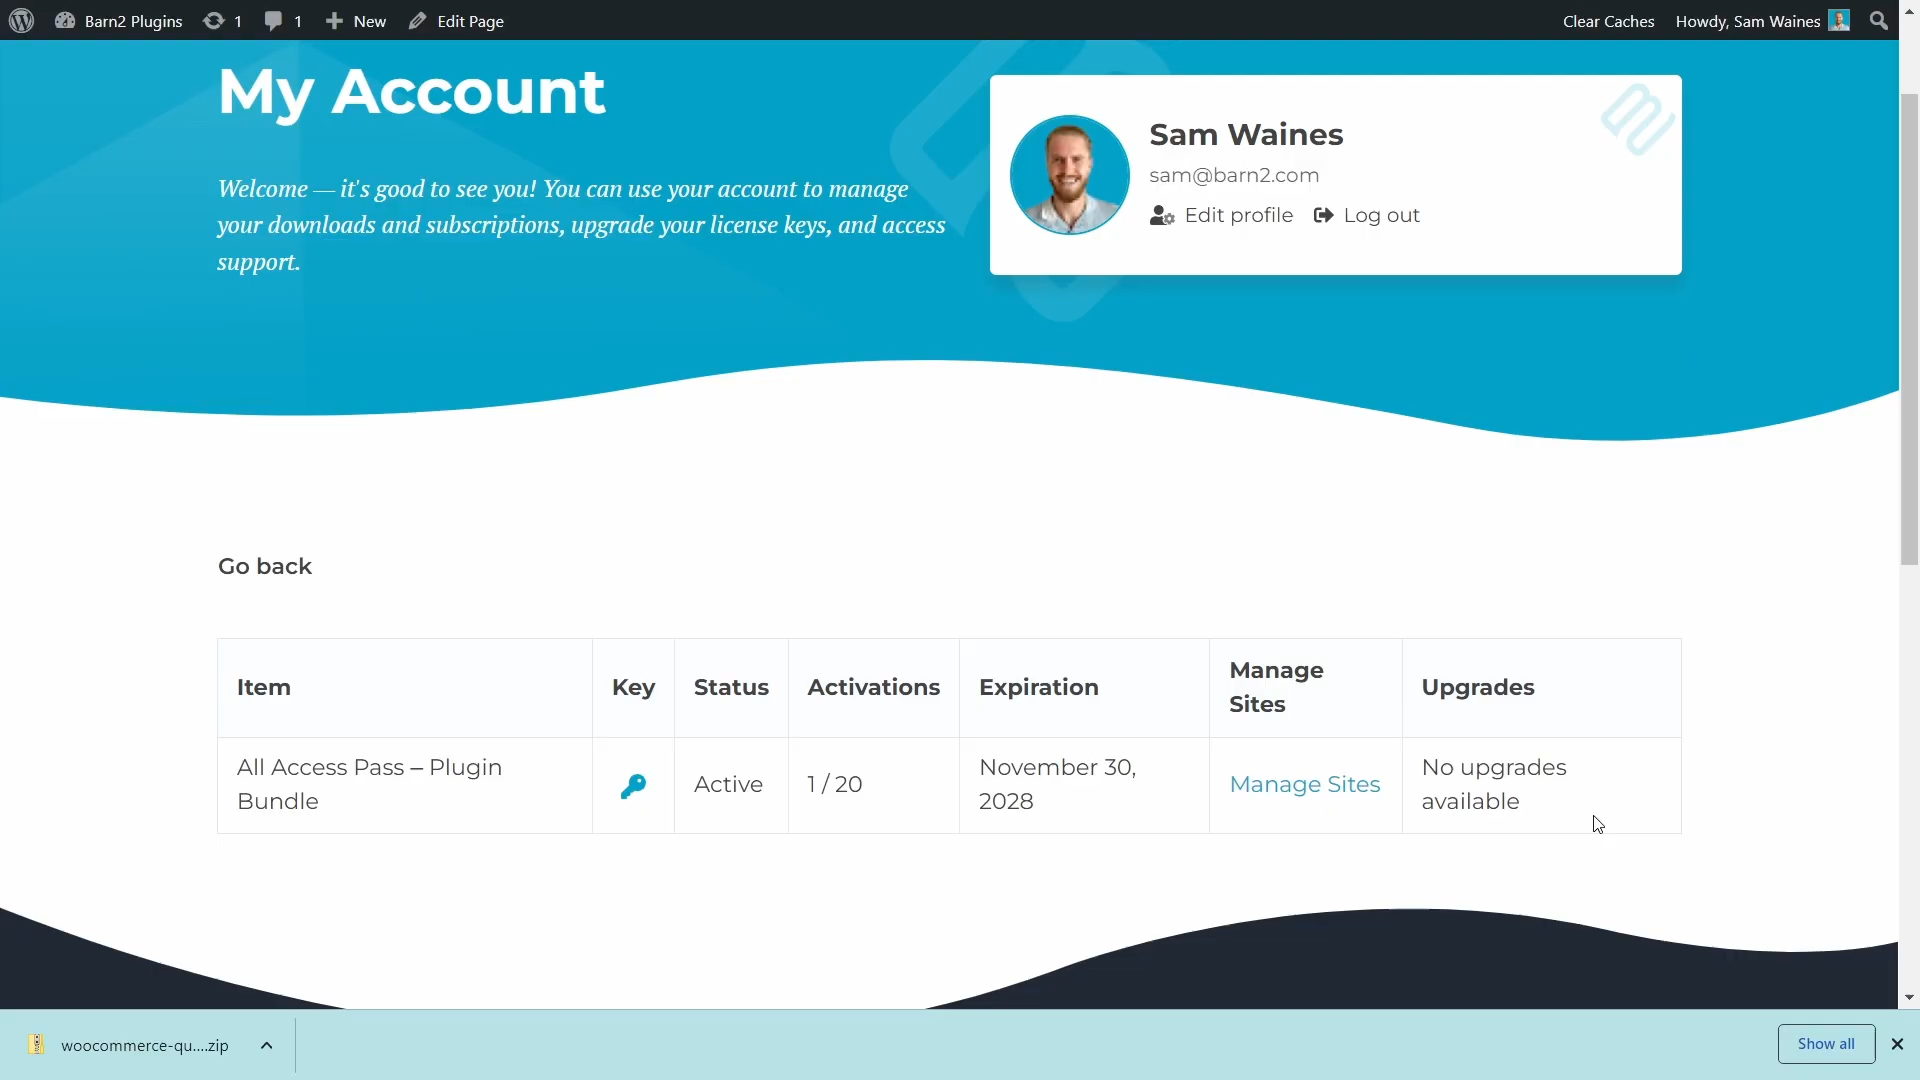 Barn2 Plugins 1 1 New Edit Page Clear Caches Howdy, Sam Waines
My Account
Welcome — it's good to see you! You can use your account to manage
your downloads and subscriptions, upgrade your license keys, and access
support.
Sam Waines
sam@barn2.com
Edit profile Log out
Go back
Item Key Status Activations Expiration Manage Sites Upgrades
All Access Pass – Plugin Bundle Active 1 / 20 November 30, 2028 Manage Sites No upgrades available
woocommerce-qu....zip Show all